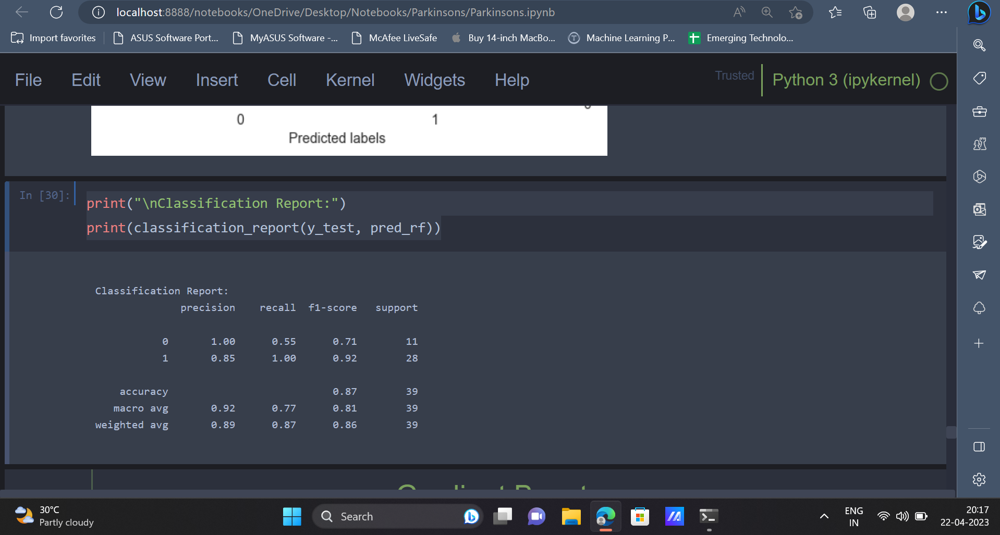 localhost:8888/notebooks/OneDrive/Desktop/Notebooks/Parkinsons/Parkinsons.ipynb
Import favorites ASUS Software Port... MyASUS Software -... McAfee LiveSafe Buy 14-inch MacBo... Machine Learning P... Emerging Technolo...
File Edit View Insert Cell Kernel Widgets Help Trusted Python 3 (ipykernel)
0 1
Predicted labels
In [30]: print("\nClassification Report:")
print(classification_report(y_test, pred_rf))
Classification Report:
precision recall f1-score support
0 1.00 0.55 0.71 11
1 0.85 1.00 0.92 28
accuracy 0.87 39
macro avg 0.92 0.77 0.81 39
weighted avg 0.89 0.87 0.86 39
30°C
Partly cloudy
Search
ENG
IN
20:17
22-04-2023